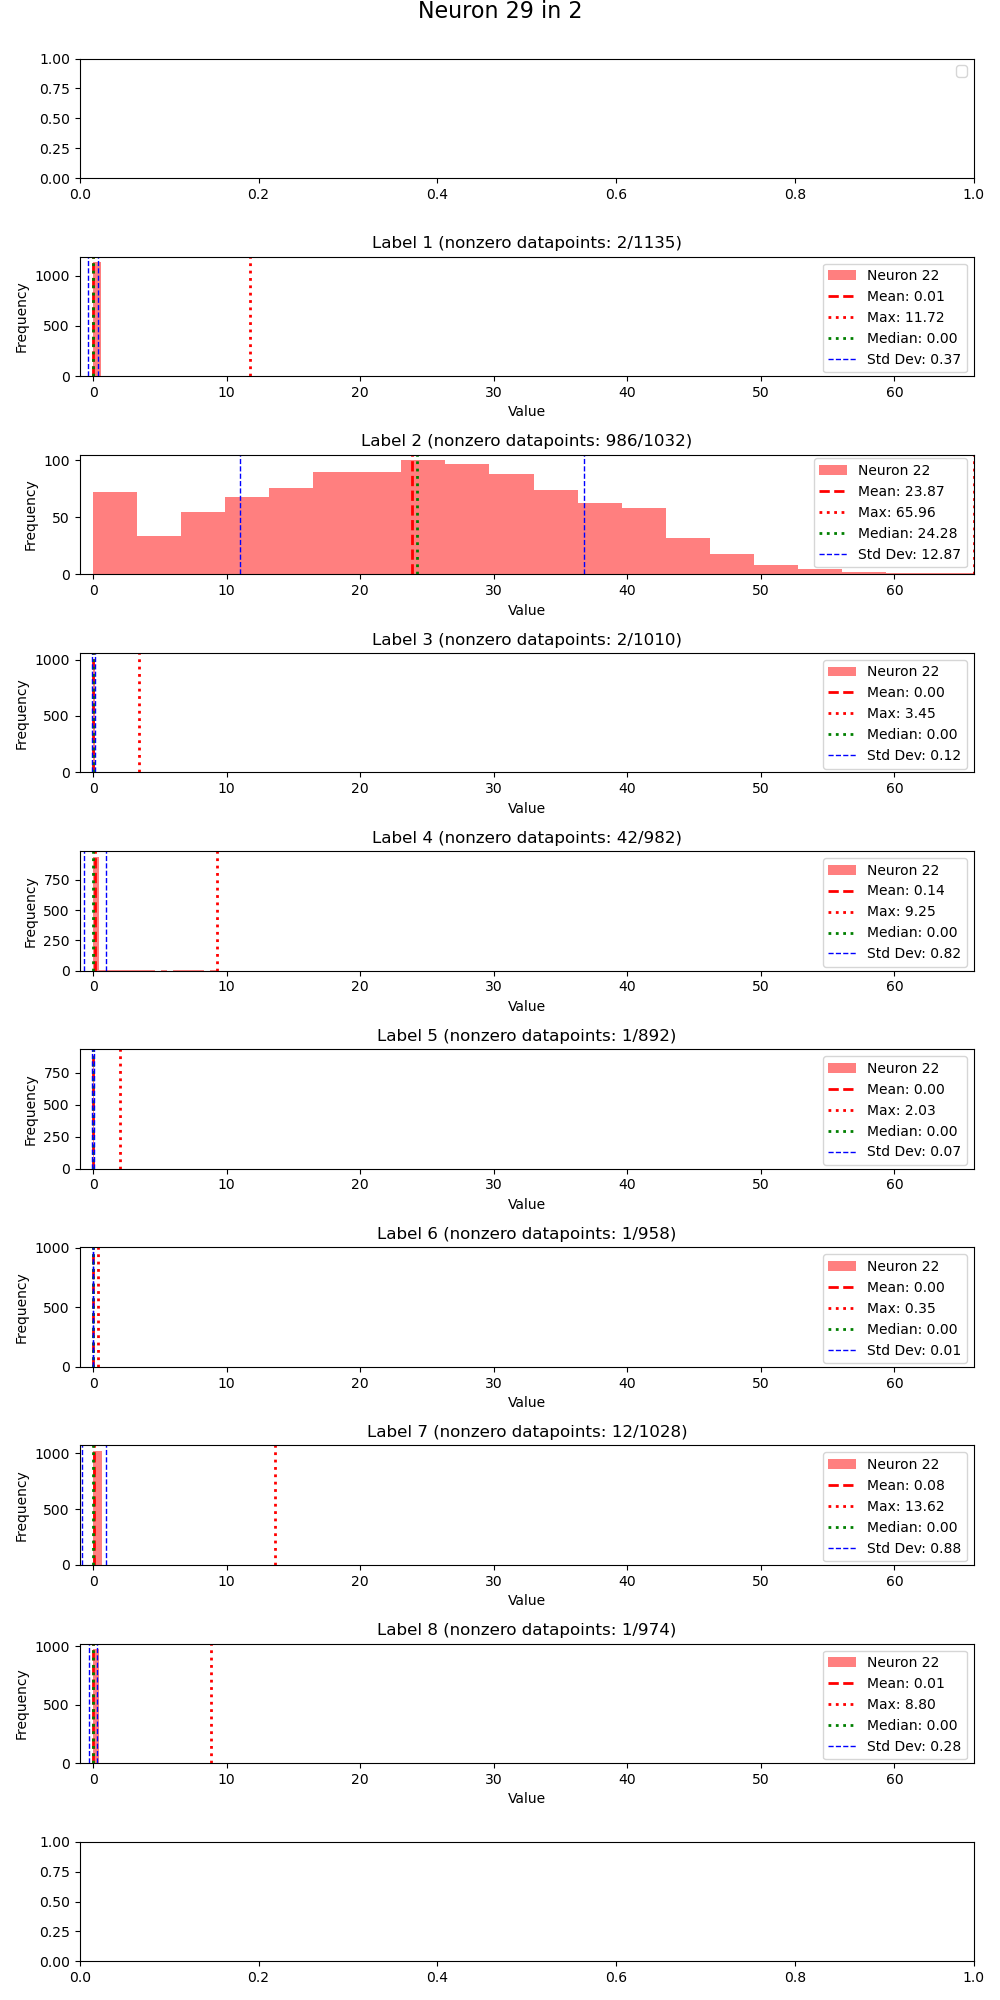 Neuron 29 in 2
1.00
0.75
0.50
0.25
0.00
0.0 0.2 0.4 0.6 0.8 1.0
Label 1 (nonzero datapoints: 2/1135)
Frequency
1000
500
0
Neuron 22
Mean: 0.01
Max: 11.72
Median: 0.00
Std Dev: 0.37
0 10 20 30 40 50 60
Value
Label 2 (nonzero datapoints: 986/1032)
Frequency
100
50
0
Neuron 22
Mean: 23.87
Max: 65.96
Median: 24.28
Std Dev: 12.87
0 10 20 30 40 50 60
Value
Label 3 (nonzero datapoints: 2/1010)
Frequency
1000
500
0
Neuron 22
Mean: 0.00
Max: 3.45
Median: 0.00
Std Dev: 0.12
0 10 20 30 40 50 60
Value
Label 4 (nonzero datapoints: 42/982)
Frequency
750
500
250
0
Neuron 22
Mean: 0.14
Max: 9.25
Median: 0.00
Std Dev: 0.82
0 10 20 30 40 50 60
Value
Label 5 (nonzero datapoints: 1/892)
Frequency
750
500
250
0
Neuron 22
Mean: 0.00
Max: 2.03
Median: 0.00
Std Dev: 0.07
0 10 20 30 40 50 60
Value
Label 6 (nonzero datapoints: 1/958)
Frequency
1000
500
0
Neuron 22
Mean: 0.00
Max: 0.35
Median: 0.00
Std Dev: 0.01
0 10 20 30 40 50 60
Value
Label 7 (nonzero datapoints: 12/1028)
Frequency
1000
500
0
Neuron 22
Mean: 0.08
Max: 13.62
Median: 0.00
Std Dev: 0.88
0 10 20 30 40 50 60
Value
Label 8 (nonzero datapoints: 1/974)
Frequency
1000
500
0
Neuron 22
Mean: 0.01
Max: 8.80
Median: 0.00
Std Dev: 0.28
0 10 20 30 40 50 60
Value
1.00
0.75
0.50
0.25
0.00
0.0 0.2 0.4 0.6 0.8 1.0